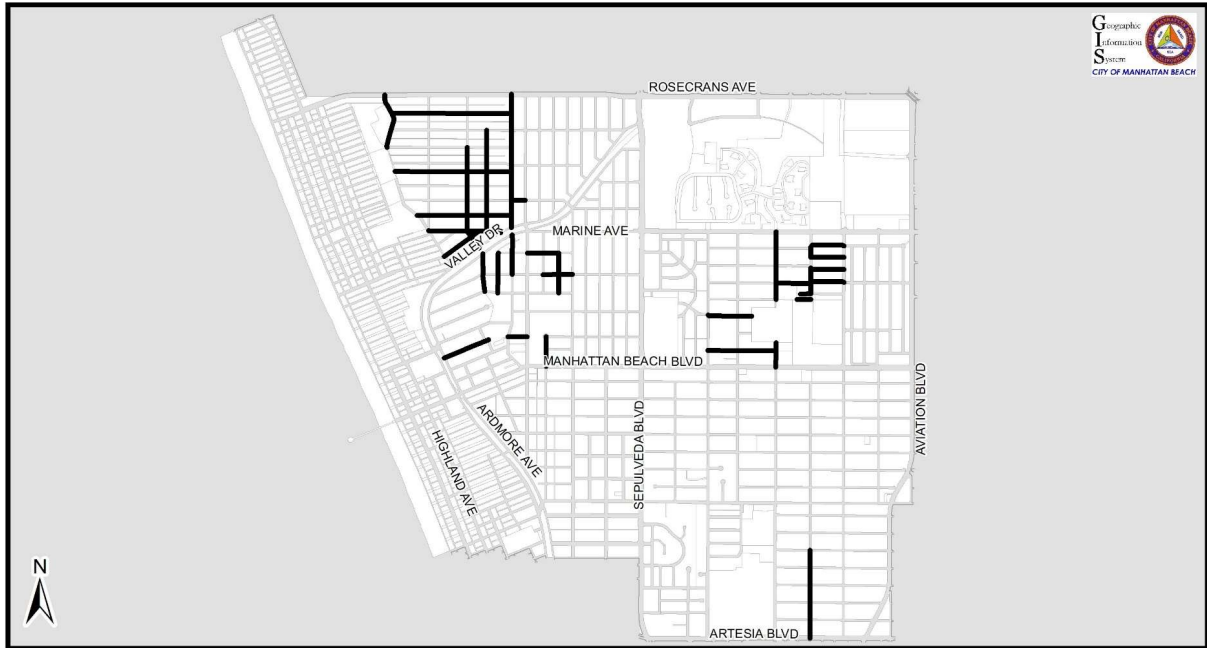 Geographic
Information
System
CITY OF MANHATTAN BEACH
ROSECRANS AVE
MARINE AVE
VALLEY DR
MANHATTAN BEACH BLVD
SEPULVEDA BLVD
AVIATION BLVD
ARDMORE AVE
HIGHLAND AVE
ARTESIA BLVD
N